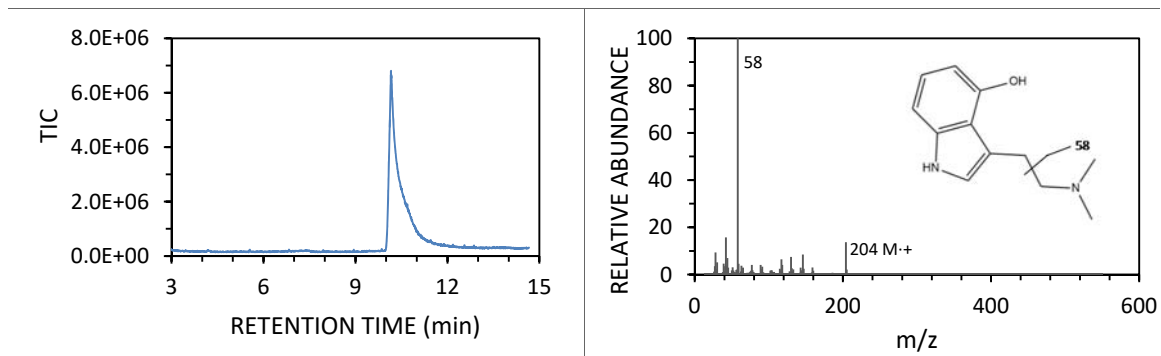 TIC
8.0E+06
6.0E+06
4.0E+06
2.0E+06
0.0E+00
3
6
9
12
15
RETENTION TIME (min)
RELATIVE ABUNDANCE
100
80
60
40
20
0
58
204 M·+
OH
HN
58
N
0
200
400
600
m/z